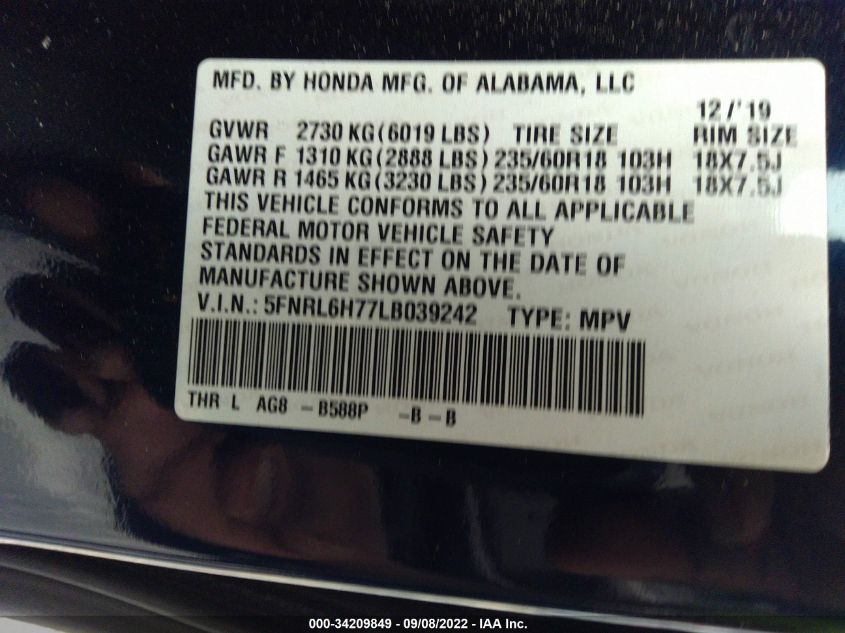 MFD. BY HONDA MFG. OF ALABAMA, LLC
12/'19
GVWR 2730 KG(6019 LBS) TIRE SIZE RIM SIZE
GAWR F 1310 KG(2888 LBS) 235/60R18 103H 18X7.5J
GAWR R 1465 KG(3230 LBS) 235/60R18 103H 18X7.5J
THIS VEHICLE CONFORMS TO ALL APPLICABLE
FEDERAL MOTOR VEHICLE SAFETY
STANDARDS IN EFFECT ON THE DATE OF
MANUFACTURE SHOWN ABOVE.
V.I.N.: 5FNRL6H77LB039242 TYPE: MPV
THR L AG8 -B588P -B-B
000-34209849 - 09/08/2022 - IAA Inc.